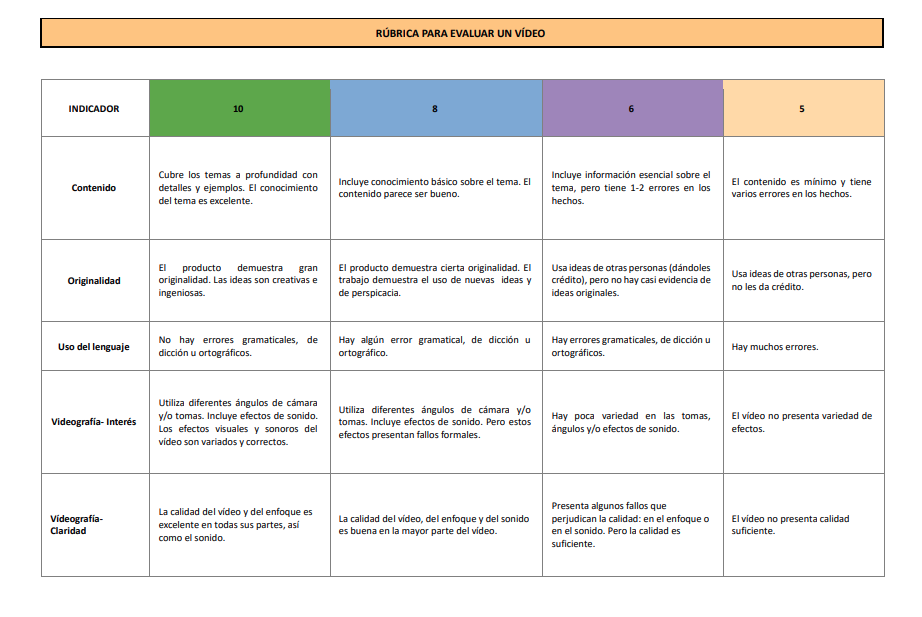 RÚBRICA PARA EVALUAR UN VÍDEO
INDICADOR
10
8
6
5
Contenido
Cubre los temas a profundidad con
detalles y ejemplos. El conocimiento
del tema es excelente.
Incluye conocimiento básico sobre el tema. El
contenido parece ser bueno.
Incluye información esencial sobre el
tema, pero tiene 1-2 errores en los
hechos.
El contenido es mínimo y tiene
varios errores en los hechos.
Originalidad
El producto demuestra gran
originalidad. Las ideas son creativas e
ingeniosas.
El producto demuestra cierta originalidad. El
trabajo demuestra el uso de nuevas ideas y
de perspicacia.
Usa ideas de otras personas (dándoles
crédito), pero no hay casi evidencia de
ideas originales.
Usa ideas de otras personas, pero
no les da crédito.
Uso del lenguaje
No hay errores gramaticales, de
dicción u ortográficos.
Hay algún error gramatical, de dicción u
ortográfico.
Hay errores gramaticales, de dicción u
ortográficos.
Hay muchos errores.
Videografía- Interés
Utiliza diferentes ángulos de cámara
y/o tomas. Incluye efectos de sonido.
Los efectos visuales y sonoros del
vídeo son variados y correctos.
Utiliza diferentes ángulos de cámara y/o
tomas. Incluye efectos de sonido. Pero estos
efectos presentan fallos formales.
Hay poca variedad en las tomas,
ángulos y/o efectos de sonido.
El vídeo no presenta variedad de
efectos.
Vídeografía-
Claridad
La calidad del vídeo y del enfoque es
excelente en todas sus partes, así
como el sonido.
La calidad del vídeo, del enfoque y del sonido
es buena en la mayor parte del vídeo.
Presenta algunos fallos que
perjudican la calidad: en el enfoque o
en el sonido. Pero la calidad es
suficiente.
El vídeo no presenta calidad
suficiente.